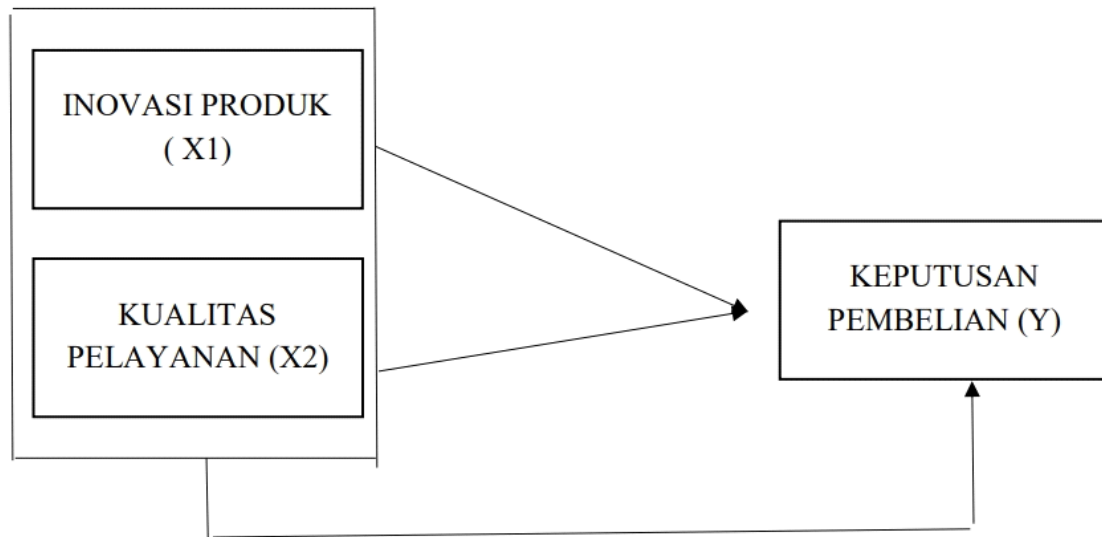 INOVASI PRODUK
( X1)
KUALITAS
PELAYANAN (X2)
KEPUTUSAN
PEMBELIAN (Y)